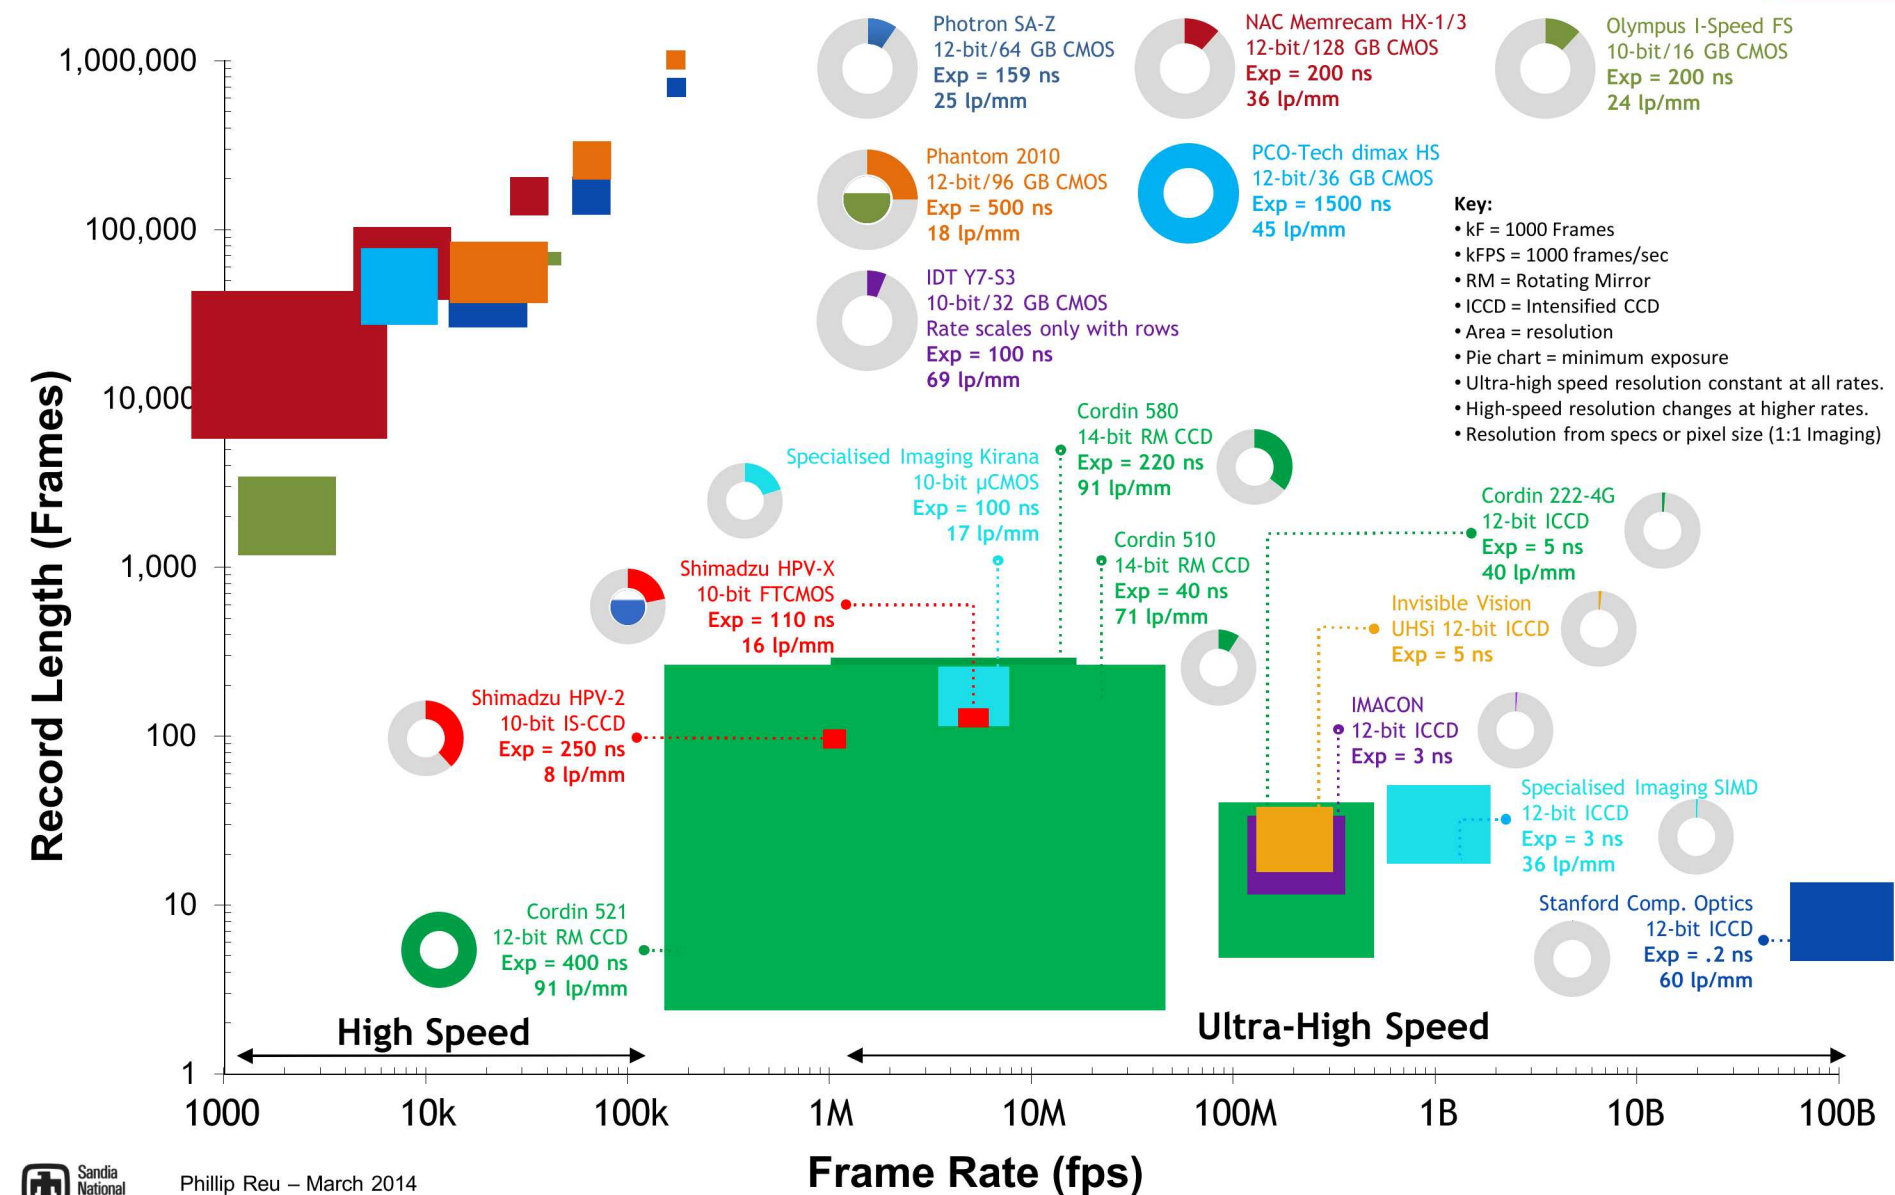 Photron SA-Z
12-bit/64 GB CMOS
Exp = 159 ns
25 lp/mm
NAC Memrecam HX-1/3
12-bit/128 GB CMOS
Exp = 200 ns
36 lp/mm
Olympus I-Speed FS
10-bit/16 GB CMOS
Exp = 200 ns
24 lp/mm
Phantom 2010
12-bit/96 GB CMOS
Exp = 500 ns
18 lp/mm
PCO-Tech dimax HS
12-bit/36 GB CMOS
Exp = 1500 ns
45 lp/mm
IDT Y7-S3
10-bit/32 GB CMOS
Rate scales only with rows
Exp = 100 ns
69 lp/mm
Key:
• kF = 1000 Frames
• kFPS = 1000 frames/sec
• RM = Rotating Mirror
• ICCD = Intensified CCD
• Area = resolution
• Pie chart = minimum exposure
• Ultra-high speed resolution constant at all rates.
• High-speed resolution changes at higher rates.
• Resolution from specs or pixel size (1:1 Imaging)
Record Length (Frames)
1,000,000
100,000
10,000
1,000
100
10
1
Specialised Imaging Kirana
10-bit µCMOS
Exp = 100 ns
17 lp/mm
Cordin 580
14-bit RM CCD
Exp = 220 ns
91 lp/mm
Cordin 510
14-bit RM CCD
Exp = 40 ns
71 lp/mm
Cordin 222-4G
12-bit ICCD
Exp = 5 ns
40 lp/mm
Shimadzu HPV-X
10-bit FTCMOS
Exp = 110 ns
16 lp/mm
Invisible Vision
UHSi 12-bit ICCD
Exp = 5 ns
Shimadzu HPV-2
10-bit IS-CCD
Exp = 250 ns
8 lp/mm
IMACON
12-bit ICCD
Exp = 3 ns
Specialised Imaging SIMD
12-bit ICCD
Exp = 3 ns
36 lp/mm
Cordin 521
12-bit RM CCD
Exp = 400 ns
91 lp/mm
Stanford Comp. Optics
12-bit ICCD
Exp = .2 ns
60 lp/mm
High Speed
Ultra-High Speed
1000 10k 100k 1M 10M 100M 1B 10B 100B
Frame Rate (fps)
Sandia
National
Phillip Reu – March 2014